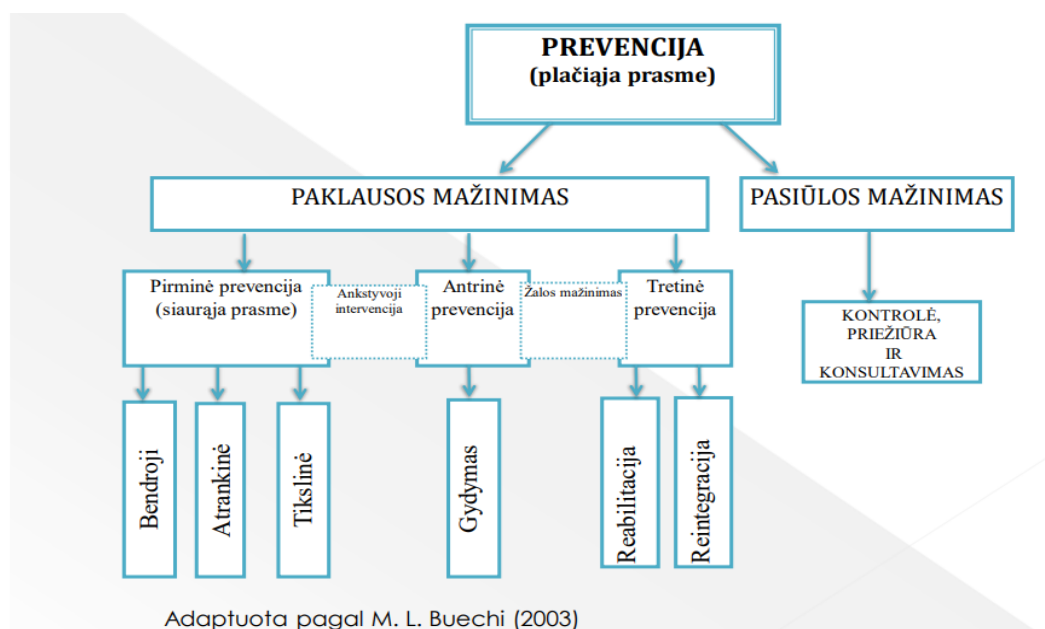 PREVENCIJA
(plačiąja prasme)
PAKLAUSOS MAŽINIMAS
PASIŪLOS MAŽINIMAS
Pirminė prevencija
(siaurąja prasme)
Ankstyvoji
intervencija
Antrinė
prevencija
Žalos mažinimas
Tretinė
prevencija
KONTROLĖ,
PRIEŽIŪRA
IR
KONSULTAVIMAS
Bendroji
Atrankinė
Tikslinė
Gydymas
Reabilitacija
Reintegracija
Adaptuota pagal M. L. Buechi (2003)